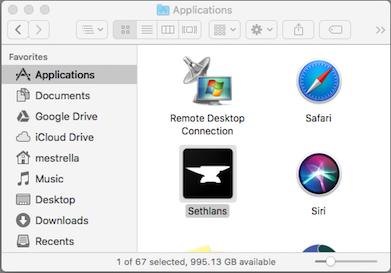 Applications
Favorites
Applications
Documents
Google Drive
iCloud Drive
mestrella
Music
Desktop
Downloads
Recents
Remote Desktop
Connection
Safari
Sethlans
Siri
1 of 67 selected, 995.13 GB available